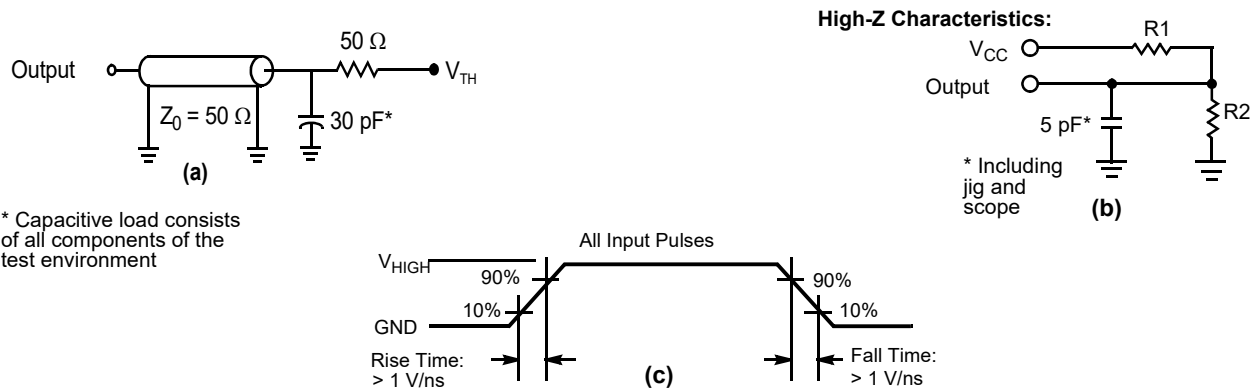 Output
50 Ω
V_TH
Z_0 = 50 Ω
30 pF*
(a)
* Capacitive load consists
of all components of the
test environment
High-Z Characteristics:
R1
V_CC
Output
R2
5 pF*
* Including
jig and
scope
(b)
All Input Pulses
V_HIGH
90%
90%
10%
10%
GND
Rise Time:
> 1 V/ns
Fall Time:
> 1 V/ns
(c)